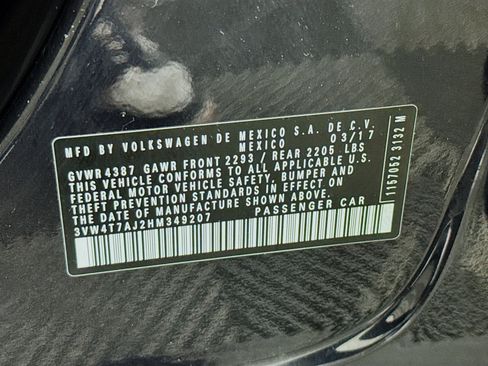 MFD BY VOLKSWAGEN DE MEXICO S.A. DE C.V.
MEXICO 03/17
GVWR 4387 GAWR FRONT 2293 / REAR 2205 LBS
THIS VEHICLE CONFORMS TO ALL APPLICABLE U.S.
FEDERAL MOTOR VEHICLE SAFETY, BUMPER AND
THEFT PREVENTION STANDARDS IN EFFECT ON
THE DATE OF MANUFACTURE SHOWN ABOVE.
3VW4T7AJ2HM349207 PASSENGER CAR
1157062 3132 M